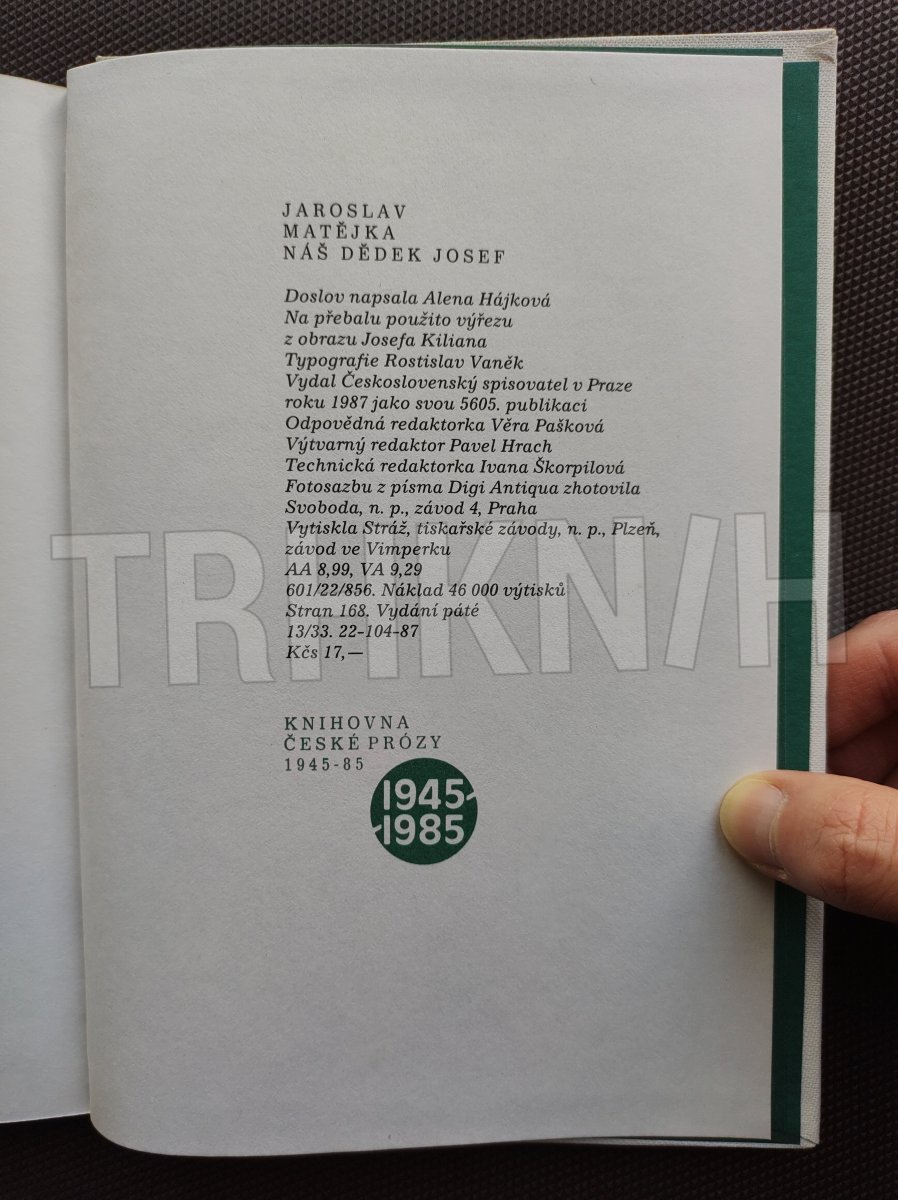 JAROSLAV
MATĚJKA
NÁŠ DĚDEK JOSEF
Doslov napsala Alena Hájková
Na přebalu použito výřezu
z obrazu Josefa Kiliana
Typografie Rostislav Vaněk
Vydal Československý spisovatel v Praze
roku 1987 jako svou 5605. publikaci
Odpovědná redaktorka Věra Pašková
Výtvarný redaktor Pavel Hrach
Technická redaktorka Ivana Škorpilová
Fotosazbu z písma Digi Antiqua zhotovila
Svoboda, n. p., závod 4, Praha
Vytiskla Stráž, tiskařské závody, n. p., Plzeň,
závod ve Vimperku
AA 8,99, VA 9,29
601/22/856. Náklad 46 000 výtisků
Stran 168. Vydání páté
13/33. 22-104-87
Kčs 17,—
KNIHOVNA
ČESKÉ PRÓZY
1945-85
1945-
-1985